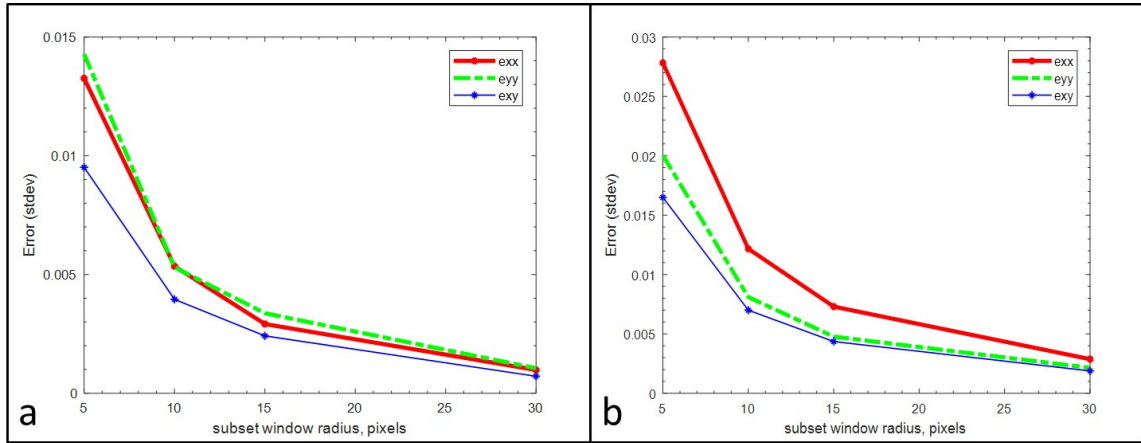 0.015
0.01
0.005
0
Error (stdev)
exx
eyy
exy
5 10 15 20 25 30
subset window radius, pixels
a
0.03
0.025
0.02
0.015
0.01
0.005
0
Error (stdev)
exx
eyy
exy
5 10 15 20 25 30
subset window radius, pixels
b